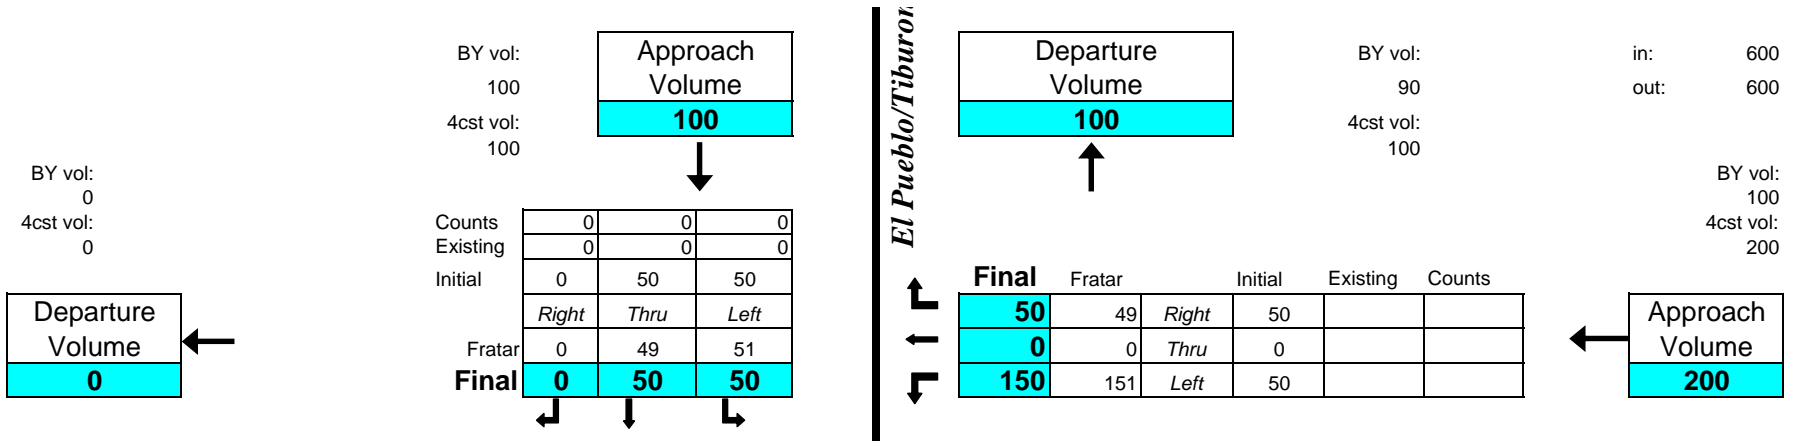 BY vol:
100
4cst vol:
100
Approach
Volume
100
El Pueblo/Tiburon
Departure
Volume
100
BY vol:
90
4cst vol:
100
in: 600
out: 600
BY vol:
0
4cst vol:
0
BY vol:
100
4cst vol:
200
Counts 0 0 0
Existing 0 0 0
Initial 0 50 50
Right Thru Left
Fratar 0 49 51
Final 0 50 50
Departure
Volume
0
Final Fratar Initial Existing Counts
50 49 Right 50
0 0 Thru 0
150 151 Left 50
Approach
Volume
200